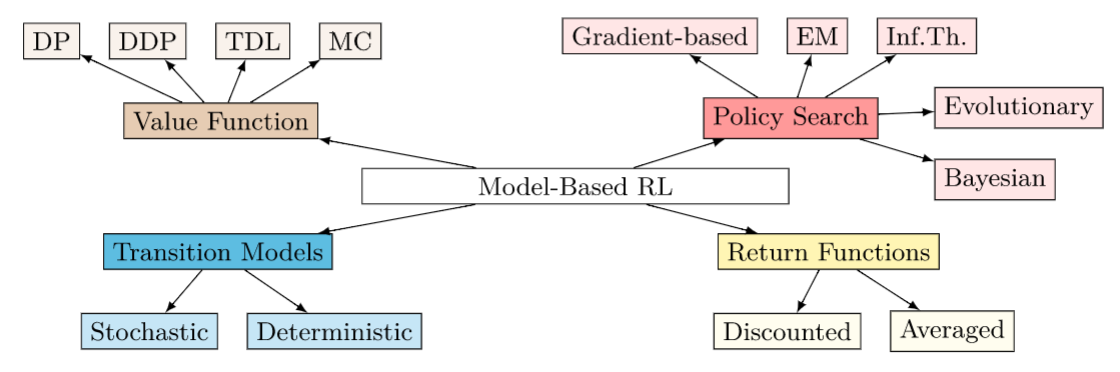 DP
DDP
TDL
MC
Gradient-based
EM
Inf.Th.
Value Function
Policy Search
Evolutionary
Bayesian
Model-Based RL
Transition Models
Return Functions
Stochastic
Deterministic
Discounted
Averaged